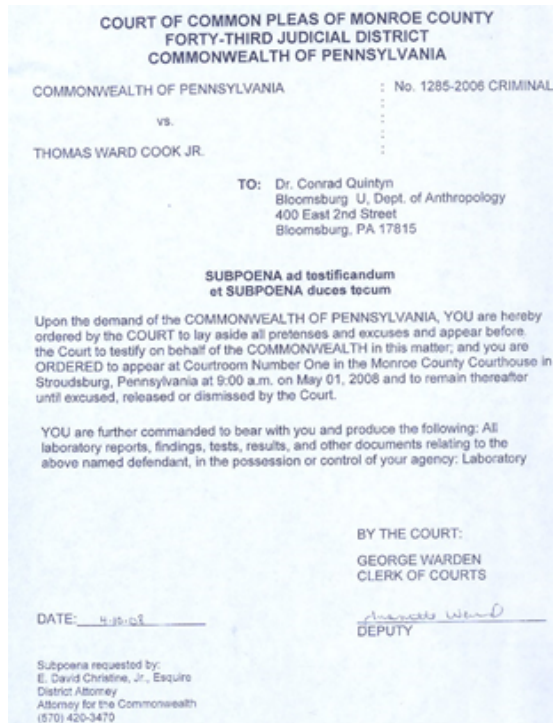 COURT OF COMMON PLEAS OF MONROE COUNTY
FORTY-THIRD JUDICIAL DISTRICT
COMMONWEALTH OF PENNSYLVANIA
COMMONWEALTH OF PENNSYLVANIA : No. 1285-2006 CRIMINAL
vs.
THOMAS WARD COOK JR.
TO: Dr. Conrad Quintyn
Bloomsburg U, Dept. of Anthropology
400 East 2nd Street
Bloomsburg, PA 17815
SUBPOENA ad testificandum
et SUBPOENA duces tecum
Upon the demand of the COMMONWEALTH OF PENNSYLVANIA, YOU are hereby
ordered by the COURT to lay aside all pretenses and excuses and appear before
the Court to testify on behalf of the COMMONWEALTH in this matter; and you are
ORDERED to appear at Courtroom Number One in the Monroe County Courthouse in
Stroudsburg, Pennsylvania at 9:00 a.m. on May 01, 2008 and to remain thereafter
until excused, released or dismissed by the Court.
YOU are further commanded to bear with you and produce the following: All
laboratory reports, findings, tests, results, and other documents relating to the
above named defendant, in the possession or control of your agency: Laboratory
BY THE COURT:
GEORGE WARDEN
CLERK OF COURTS
DATE:
DEPUTY
Subpoena requested by:
E. David Christine, Jr., Esquire
District Attorney
Attorney for the Commonwealth
(570) 420-3470